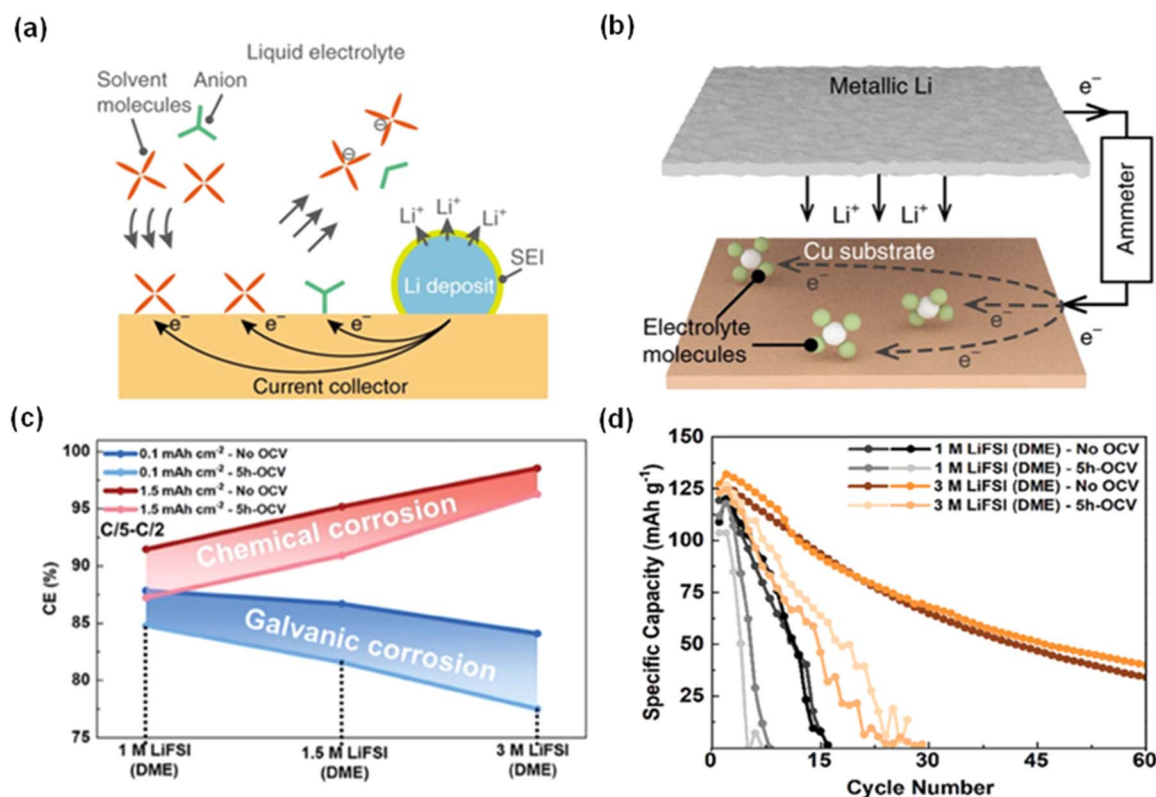 (a)
Liquid electrolyte
Solvent
molecules
Anion
⊖
⊖
Li⁺
Li⁺
Li⁺
SEI
Li deposit
e⁻
e⁻
e⁻
Current collector
(b)
Metallic Li
e⁻
Ammeter
Li⁺
Li⁺
Cu substrate
e⁻
e⁻
e⁻
e⁻
Electrolyte
molecules
(c)
0.1 mAh cm⁻² - No OCV
0.1 mAh cm⁻² - 5h-OCV
1.5 mAh cm⁻² - No OCV
1.5 mAh cm⁻² - 5h-OCV
C/5-C/2
Chemical corrosion
Galvanic corrosion
CE (%)
100
95
90
85
80
75
1 M LiFSI
(DME)
1.5 M LiFSI
(DME)
3 M LiFSI
(DME)
(d)
1 M LiFSI (DME) - No OCV
1 M LiFSI (DME) - 5h-OCV
3 M LiFSI (DME) - No OCV
3 M LiFSI (DME) - 5h-OCV
Specific Capacity (mAh g⁻¹)
150
125
100
75
50
25
0
15
30
45
60
Cycle Number